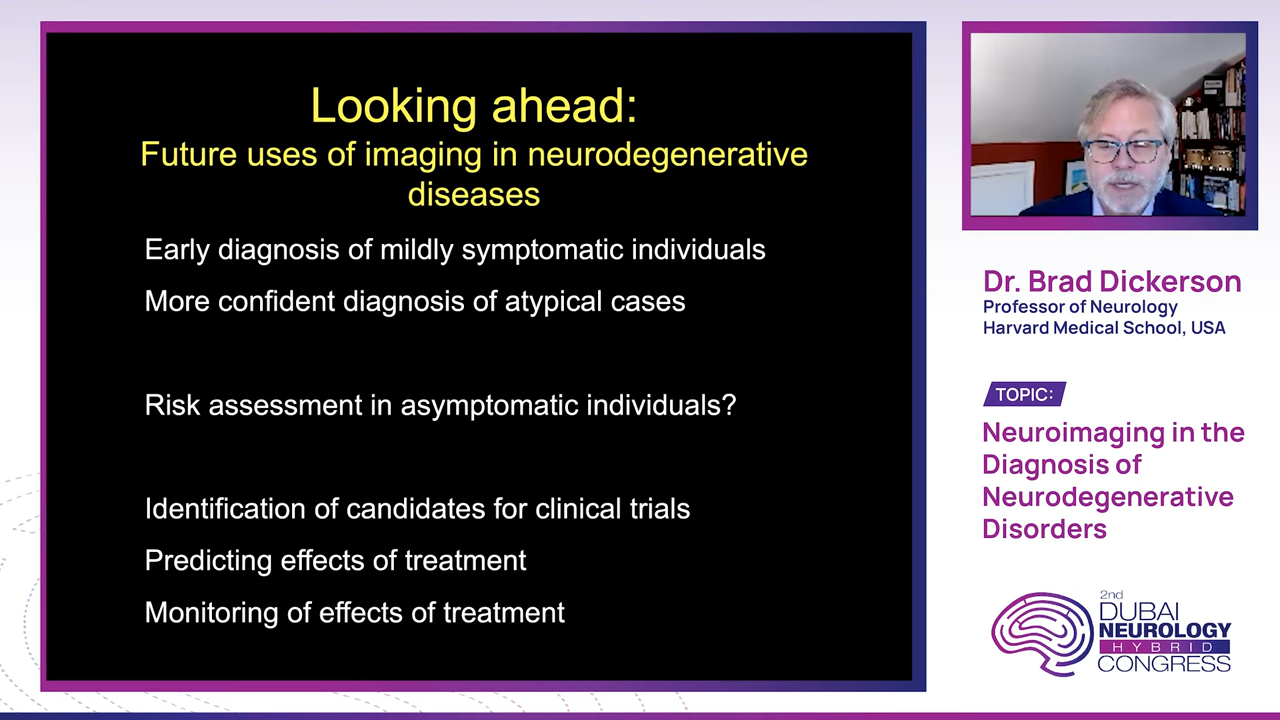 Looking ahead:
Future uses of imaging in neurodegenerative
diseases
Early diagnosis of mildly symptomatic individuals
More confident diagnosis of atypical cases
Risk assessment in asymptomatic individuals?
Identification of candidates for clinical trials
Predicting effects of treatment
Monitoring of effects of treatment
Dr. Brad Dickerson
Professor of Neurology
Harvard Medical School, USA
TOPIC:
Neuroimaging in the
Diagnosis of
Neurodegenerative
Disorders
2nd
DUBAI
NEUROLOGY
HYBRID
CONGRESS